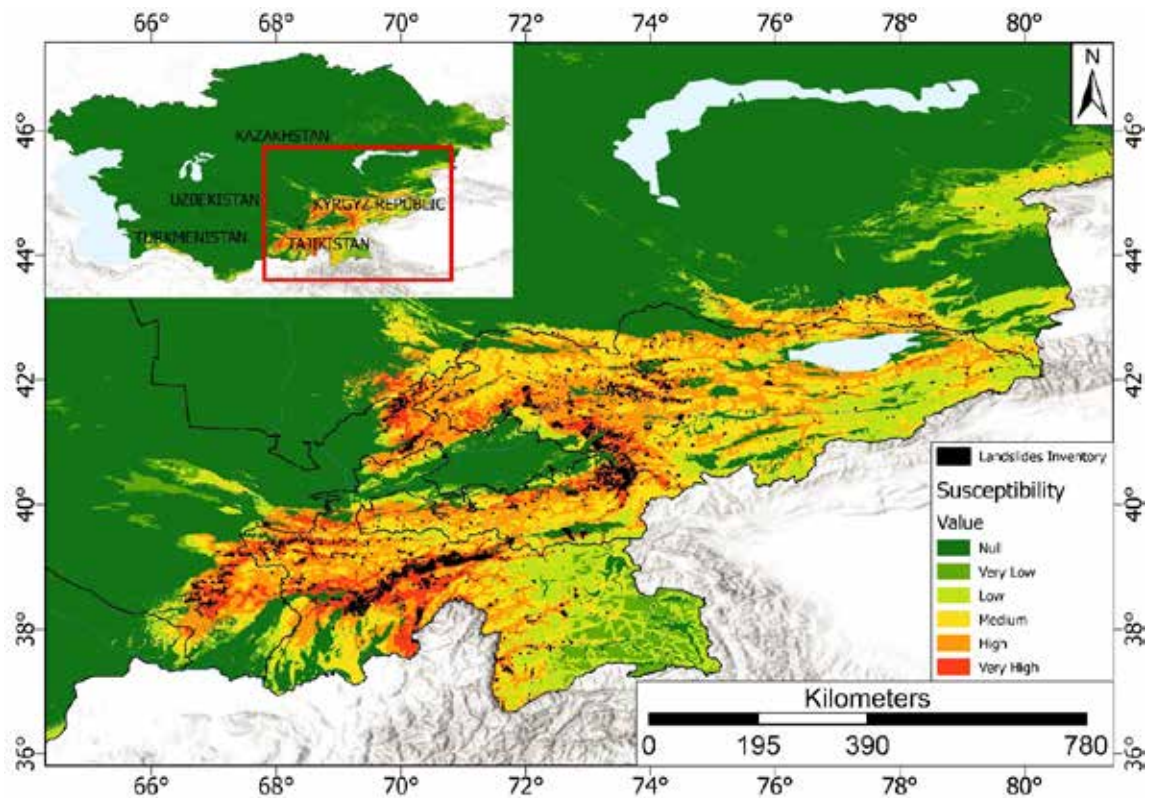 66° 68° 70° 72° 74° 76° 78° 80°
N
46°
44°
42°
40°
38°
36°
KAZAKHSTAN
UZBEKISTAN
KYRGYZ REPUBLIC
TURKMENISTAN
TAJIKISTAN
46°
44°
42°
40°
38°
36°
Landslides Inventory
Susceptibility
Value
Null
Very Low
Low
Medium
High
Very High
Kilometers
0 195 390 780
66° 68° 70° 72° 74° 76° 78° 80°